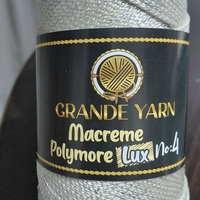 GRANDE YARN
Macreme
Polymore Lux No:4